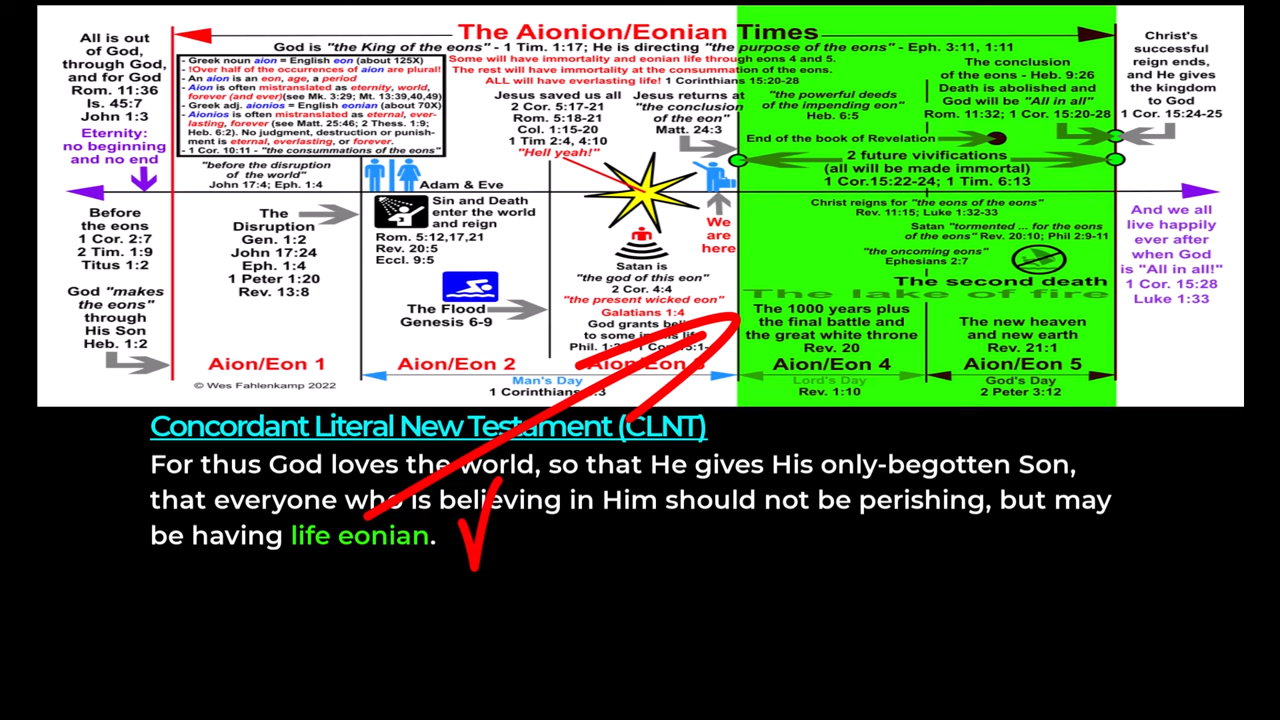 The Aionion/Eonian Times
God is "the King of the eons" - 1 Tim. 1:17; He is directing "the purpose of the eons" - Eph. 3:11, 1:11
All is out
of God,
through God,
and for God
Rom. 11:36
Is. 45:7
John 1:3
Eternity:
no beginning
and no end
- Greek noun aion = English eon (about 125X)
- !Over half of the occurrences of aion are plural!
- An aion is an eon, age, a period
- Aion is often mistranslated as eternity, world,
forever (and ever)(see Mk. 3:29; Mt. 13:39,40,49)
- Greek adj. aionios = English eonian (about 70X)
- Aionios is often mistranslated as eternal, ever-
lasting, forever (see Matt. 25:46; 2 Thess. 1:9;
Heb. 6:2). No judgment, destruction or punish-
ment is eternal, everlasting, or forever.
- 1 Cor. 10:11 - "the consummations of the eons"
Some will have immortality and eonian life through eons 4 and 5.
The rest will have immortality at the consummation of the eons.
ALL will have everlasting life! 1 Corinthians 15:20-28
Jesus saved us all
2 Cor. 5:17-21
Rom. 5:18-21
Col. 1:15-20
1 Tim 2:4, 4:10
"Hell yeah!"
Jesus returns at
"the conclusion
of the eon"
Matt. 24:3
"the powerful deeds
of the impending eon"
Heb. 6:5
The conclusion
of the eons - Heb. 9:26
Death is abolished and
God will be "All in all"
Rom. 11:32; 1 Cor. 15:20-28
End of the book of Revelation
2 future vivifications
(all will be made immortal)
1 Cor.15:22-24; 1 Tim. 6:13
Christ's
successful
reign ends,
and He gives
the kingdom
to God
1 Cor. 15:24-25
"before the disruption
of the world"
John 17:4; Eph. 1:4
Adam & Eve
Before
the eons
1 Cor. 2:7
2 Tim. 1:9
Titus 1:2
God "makes
the eons"
through
His Son
Heb. 1:2
The
Disruption
Gen. 1:2
John 17:24
Eph. 1:4
1 Peter 1:20
Rev. 13:8
Sin and Death
enter the world
and reign
Rom. 5:12,17,21
Rev. 20:5
Eccl. 9:5
The Flood
Genesis 6-9
We
are
here
Satan is
"the god of this eon"
2 Cor. 4:4
"the present wicked eon"
Galatians 1:4
God grants
to some in
Phil.
Christ reigns for "the eons of the eons"
Rev. 11:15; Luke 1:32-33
Satan "tormented ... for the eons
of the eons" Rev. 20:10; Phil 2:9-11
"the oncoming eons"
Ephesians 2:7
The second death
The lake of fire
The 1000 years plus
the final battle and
the great white throne
Rev. 20
The new heaven
and new earth
Rev. 21:1
And we all
live happily
ever after
when God
is "All in all!"
1 Cor. 15:28
Luke 1:33
Aion/Eon 1
Aion/Eon 2
Aion/Eon
Aion/Eon 4
Aion/Eon 5
© Wes Fahlenkamp 2022
Man's Day
1 Corinthians
Lord's Day
Rev. 1:10
God's Day
2 Peter 3:12
Concordant Literal New Testament (CLNT)
For thus God loves the world, so that He gives His only-begotten Son,
that everyone who is believing in Him should not be perishing, but may
be having life eonian.